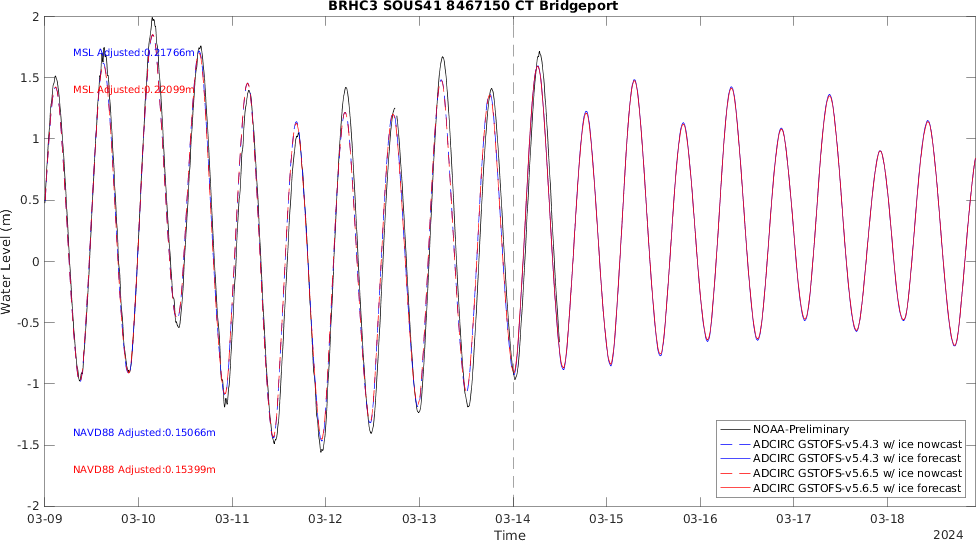 BRHC3 SOUS41 8467150 CT Bridgeport
2
1.5
1
0.5
0
-0.5
-1
-1.5
-2
Water Level (m)
MSL Adjusted:0.21766m
MSL Adjusted:0.22099m
NAVD88 Adjusted:0.15066m
NAVD88 Adjusted:0.15399m
NOAA-Preliminary
ADCIRC GSTOFS-v5.4.3 w/ ice nowcast
ADCIRC GSTOFS-v5.4.3 w/ ice forecast
ADCIRC GSTOFS-v5.6.5 w/ ice nowcast
ADCIRC GSTOFS-v5.6.5 w/ ice forecast
03-09 03-10 03-11 03-12 03-13 03-14 03-15 03-16 03-17 03-18
Time
2024